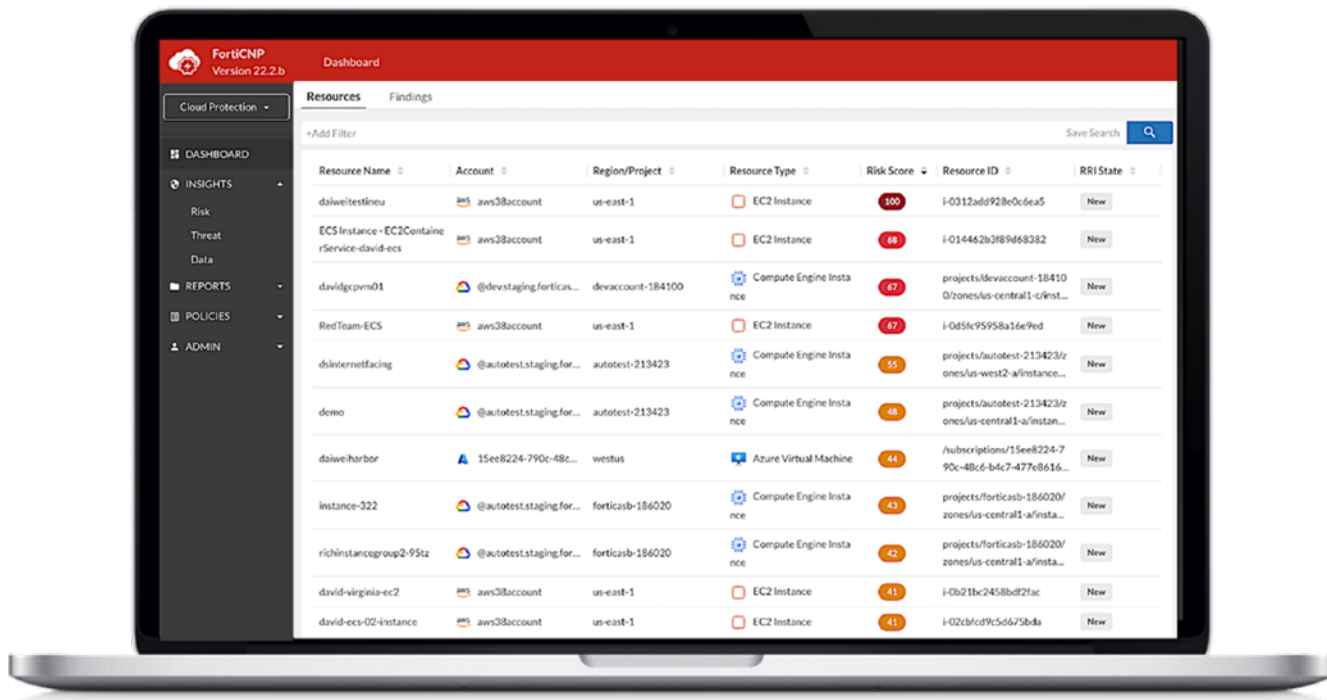 FortiCNP
Version 22.2.b
Dashboard
Cloud Protection
DASHBOARD
INSIGHTS
Risk
Threat
Data
REPORTS
POLICIES
ADMIN
Resources Findings
+Add Filter Save Search
Resource Name Account Region/Project Resource Type Risk Score Resource ID RRI State
daiweitestineu aws aws38account us-east-1 EC2 Instance 100 i-0312add928e0c6ea5 New
ECS Instance - EC2Containe
rService-david-ecs aws aws38account us-east-1 EC2 Instance 68 i-014462b3f89d68382 New
davidgcpvm01 @dev.staging.forticas... devaccount-184100 Compute Engine Insta
nce 67 projects/devaccount-18410
0/zones/us-central1-c/inst... New
RedTeam-ECS aws aws38account us-east-1 EC2 Instance 67 i-0d5fc95958a16e9ed New
dsinternetfacing @autotest.staging.for... autotest-213423 Compute Engine Insta
nce 55 projects/autotest-213423/z
ones/us-west2-a/instance... New
demo @autotest.staging.for... autotest-213423 Compute Engine Insta
nce 48 projects/autotest-213423/z
ones/us-central1-a/instan... New
daiweiharbor 15ee8224-790c-48c... westus Azure Virtual Machine 44 /subscriptions/15ee8224-7
90c-48c6-b4c7-477e8616... New
instance-322 @autotest.staging.for... forticasb-186020 Compute Engine Insta
nce 43 projects/forticasb-186020/
zones/us-central1-a/insta... New
richinstancegroup2-95tz @autotest.staging.for... forticasb-186020 Compute Engine Insta
nce 42 projects/forticasb-186020/
zones/us-central1-a/insta... New
david-virginia-ec2 aws aws38account us-east-1 EC2 Instance 41 i-0b21bc2458bdf2fac New
david-ecs-02-instance aws aws38account us-east-1 EC2 Instance 41 i-02cbfcd9c5d675bda New